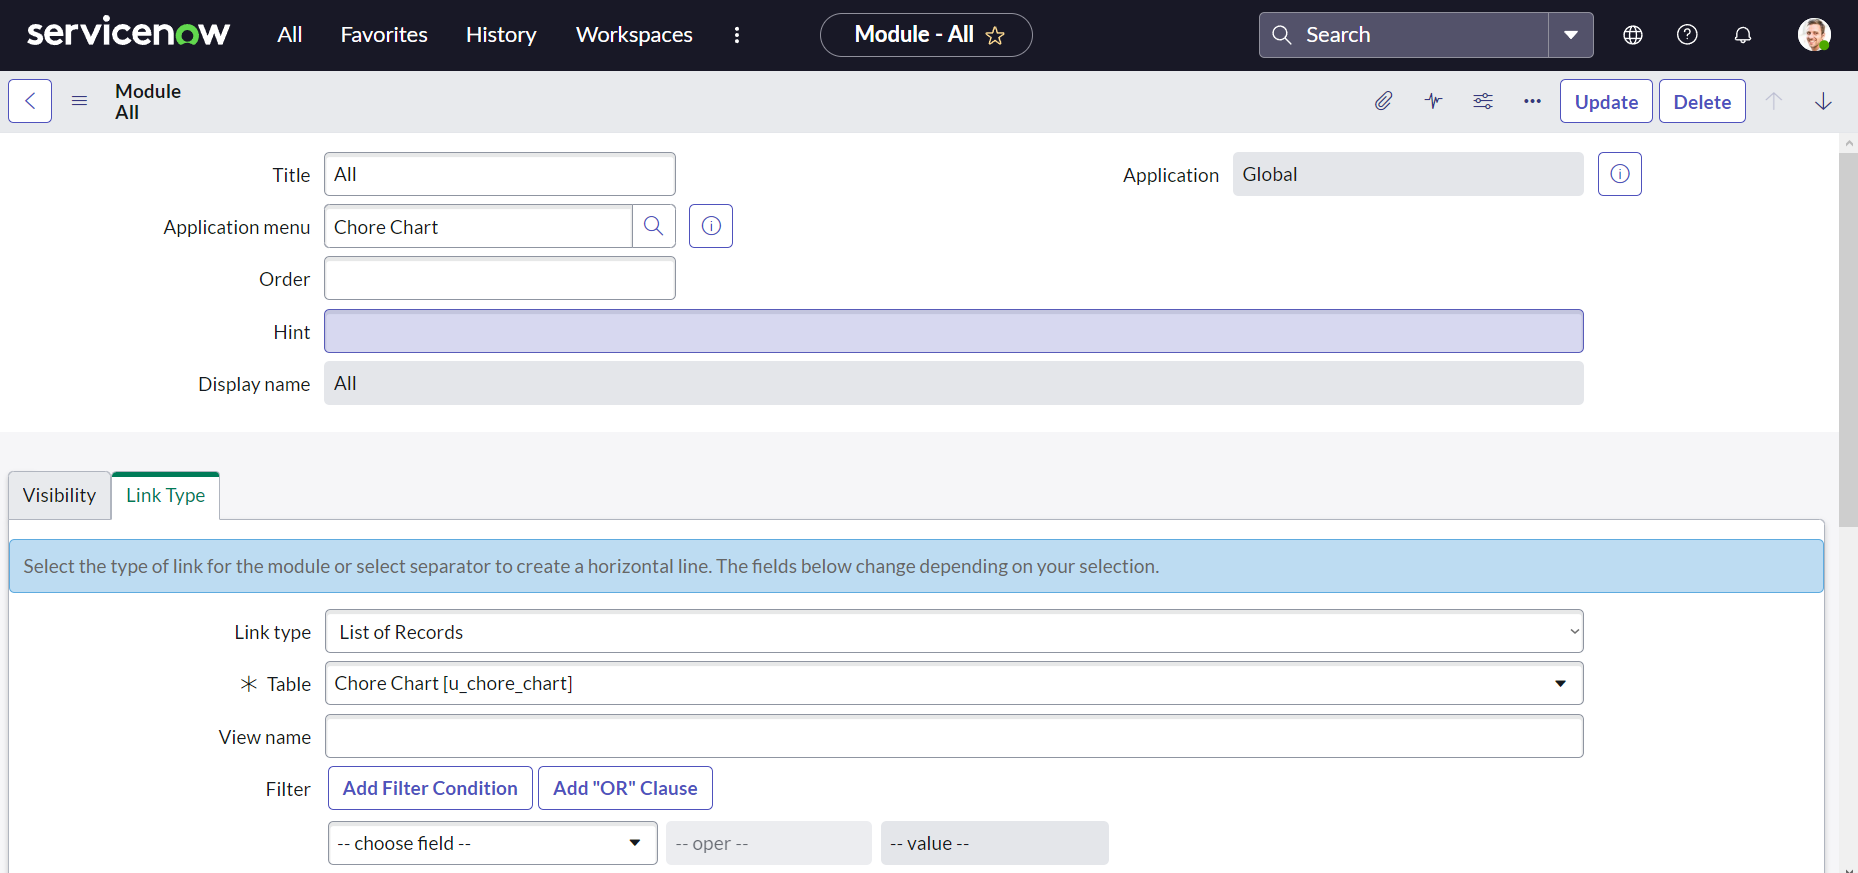 servicenow All Favorites History Workspaces Module - All Search
Module
All
Update Delete
Title All Application Global
Application menu Chore Chart
Order
Hint
Display name All
Visibility Link Type
Select the type of link for the module or select separator to create a horizontal line. The fields below change depending on your selection.
Link type List of Records
Table Chore Chart [u_chore_chart]
View name
Filter Add Filter Condition Add "OR" Clause
-- choose field -- -- oper -- -- value --